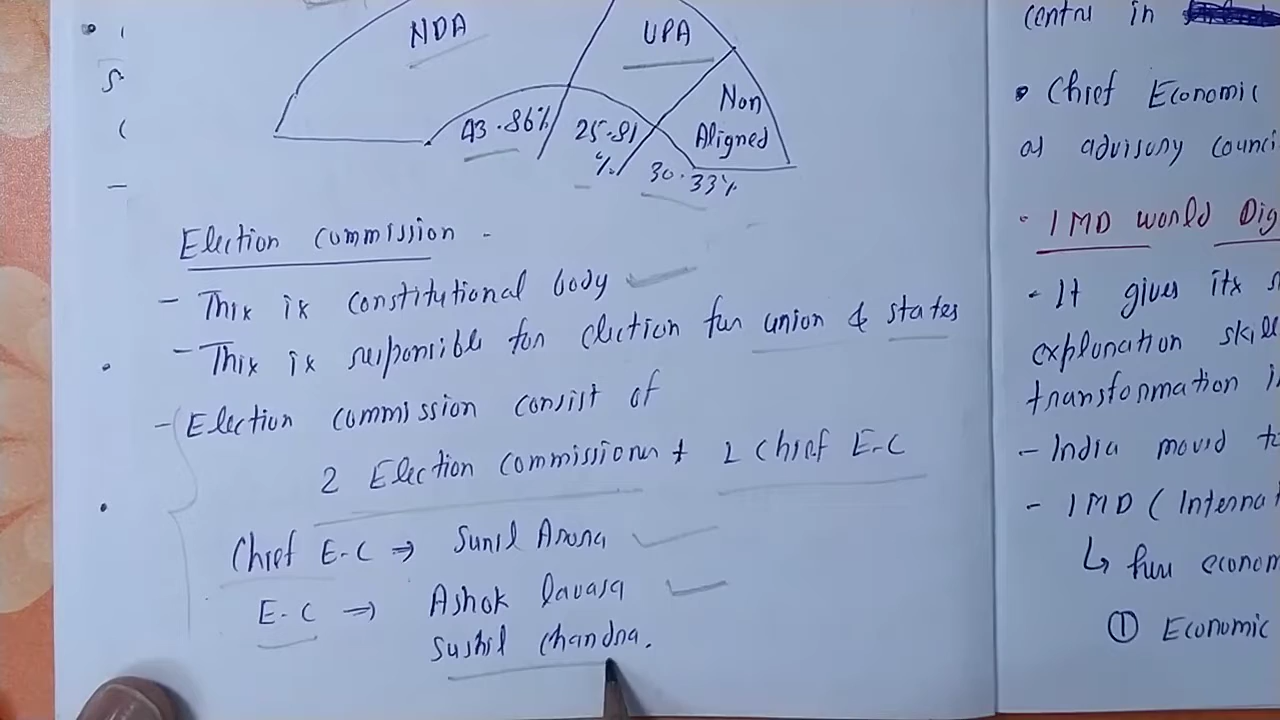 NDA
UPA
Non
Aligned
43.86%
25.81
%
30.33%
Election commission -
- This is constitutional body
- This is responsible for election for union & states
- Election commission consist of
2 Election commissioner + 1 chief E-C
Chief E-C ⇒ Sunil Arora
E-C ⇒ Ashok lavasa
Sushil chandra.
centre in
• Chief Economic
as advisory counci
• IMD world Dig
- It gives its
explonation skill
transformation i
- India moved to
- IMD ( Interna
↳ four econom
① Economic